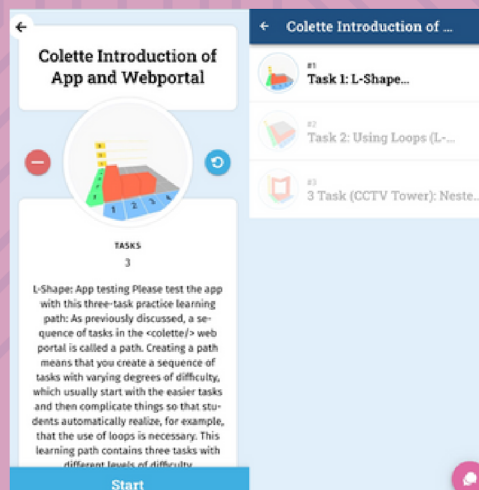 Colette Introduction of
App and Webportal
TASKS
3
L-Shape: App testing Please test the app
with this three-task practice learning
path: As previously discussed, a se-
quence of tasks in the <colette/> web
portal is called a path. Creating a path
means that you create a sequence of
tasks with varying degrees of difficulty,
which usually start with the easier tasks
and then complicate things so that stu-
dents automatically realize, for example,
that the use of loops is necessary. This
learning path contains three tasks with
different levels of difficulty
Start
Colette Introduction of ...
#1
Task 1: L-Shape...
#2
Task 2: Using Loops (L-...
#3
3 Task (CCTV Tower): Neste..